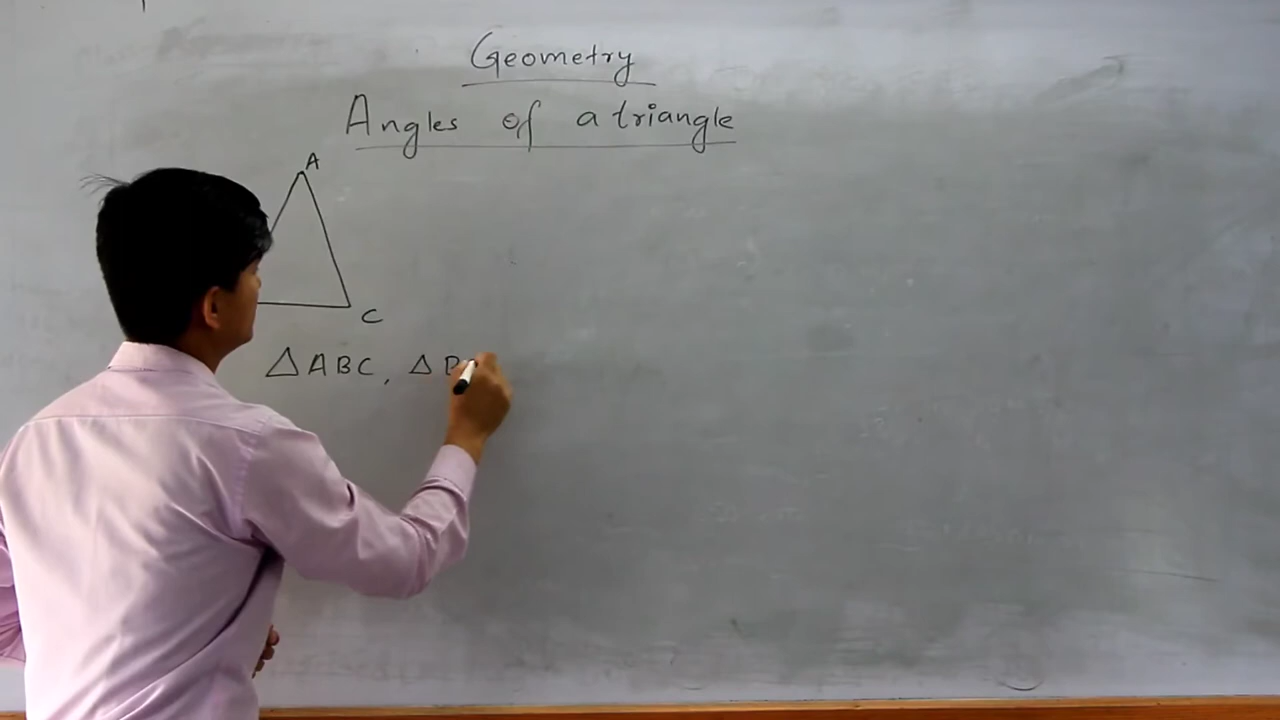 Geometry
Angles of a triangle
A
C
△ABC, △B